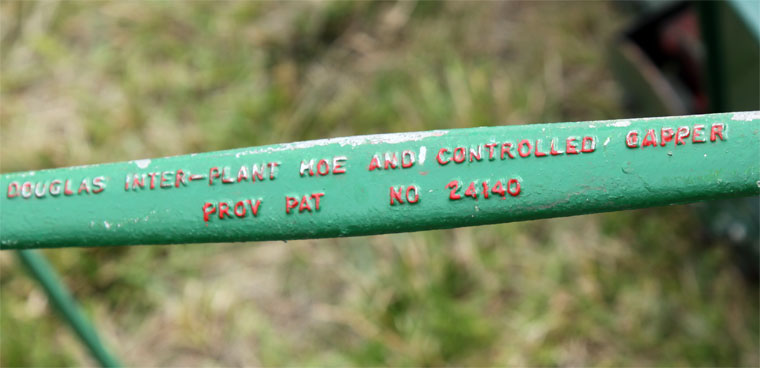 DOUGLAS INTER-PLANT HOE AND CONTROLLED GAPPER
PROV PAT NO 24140